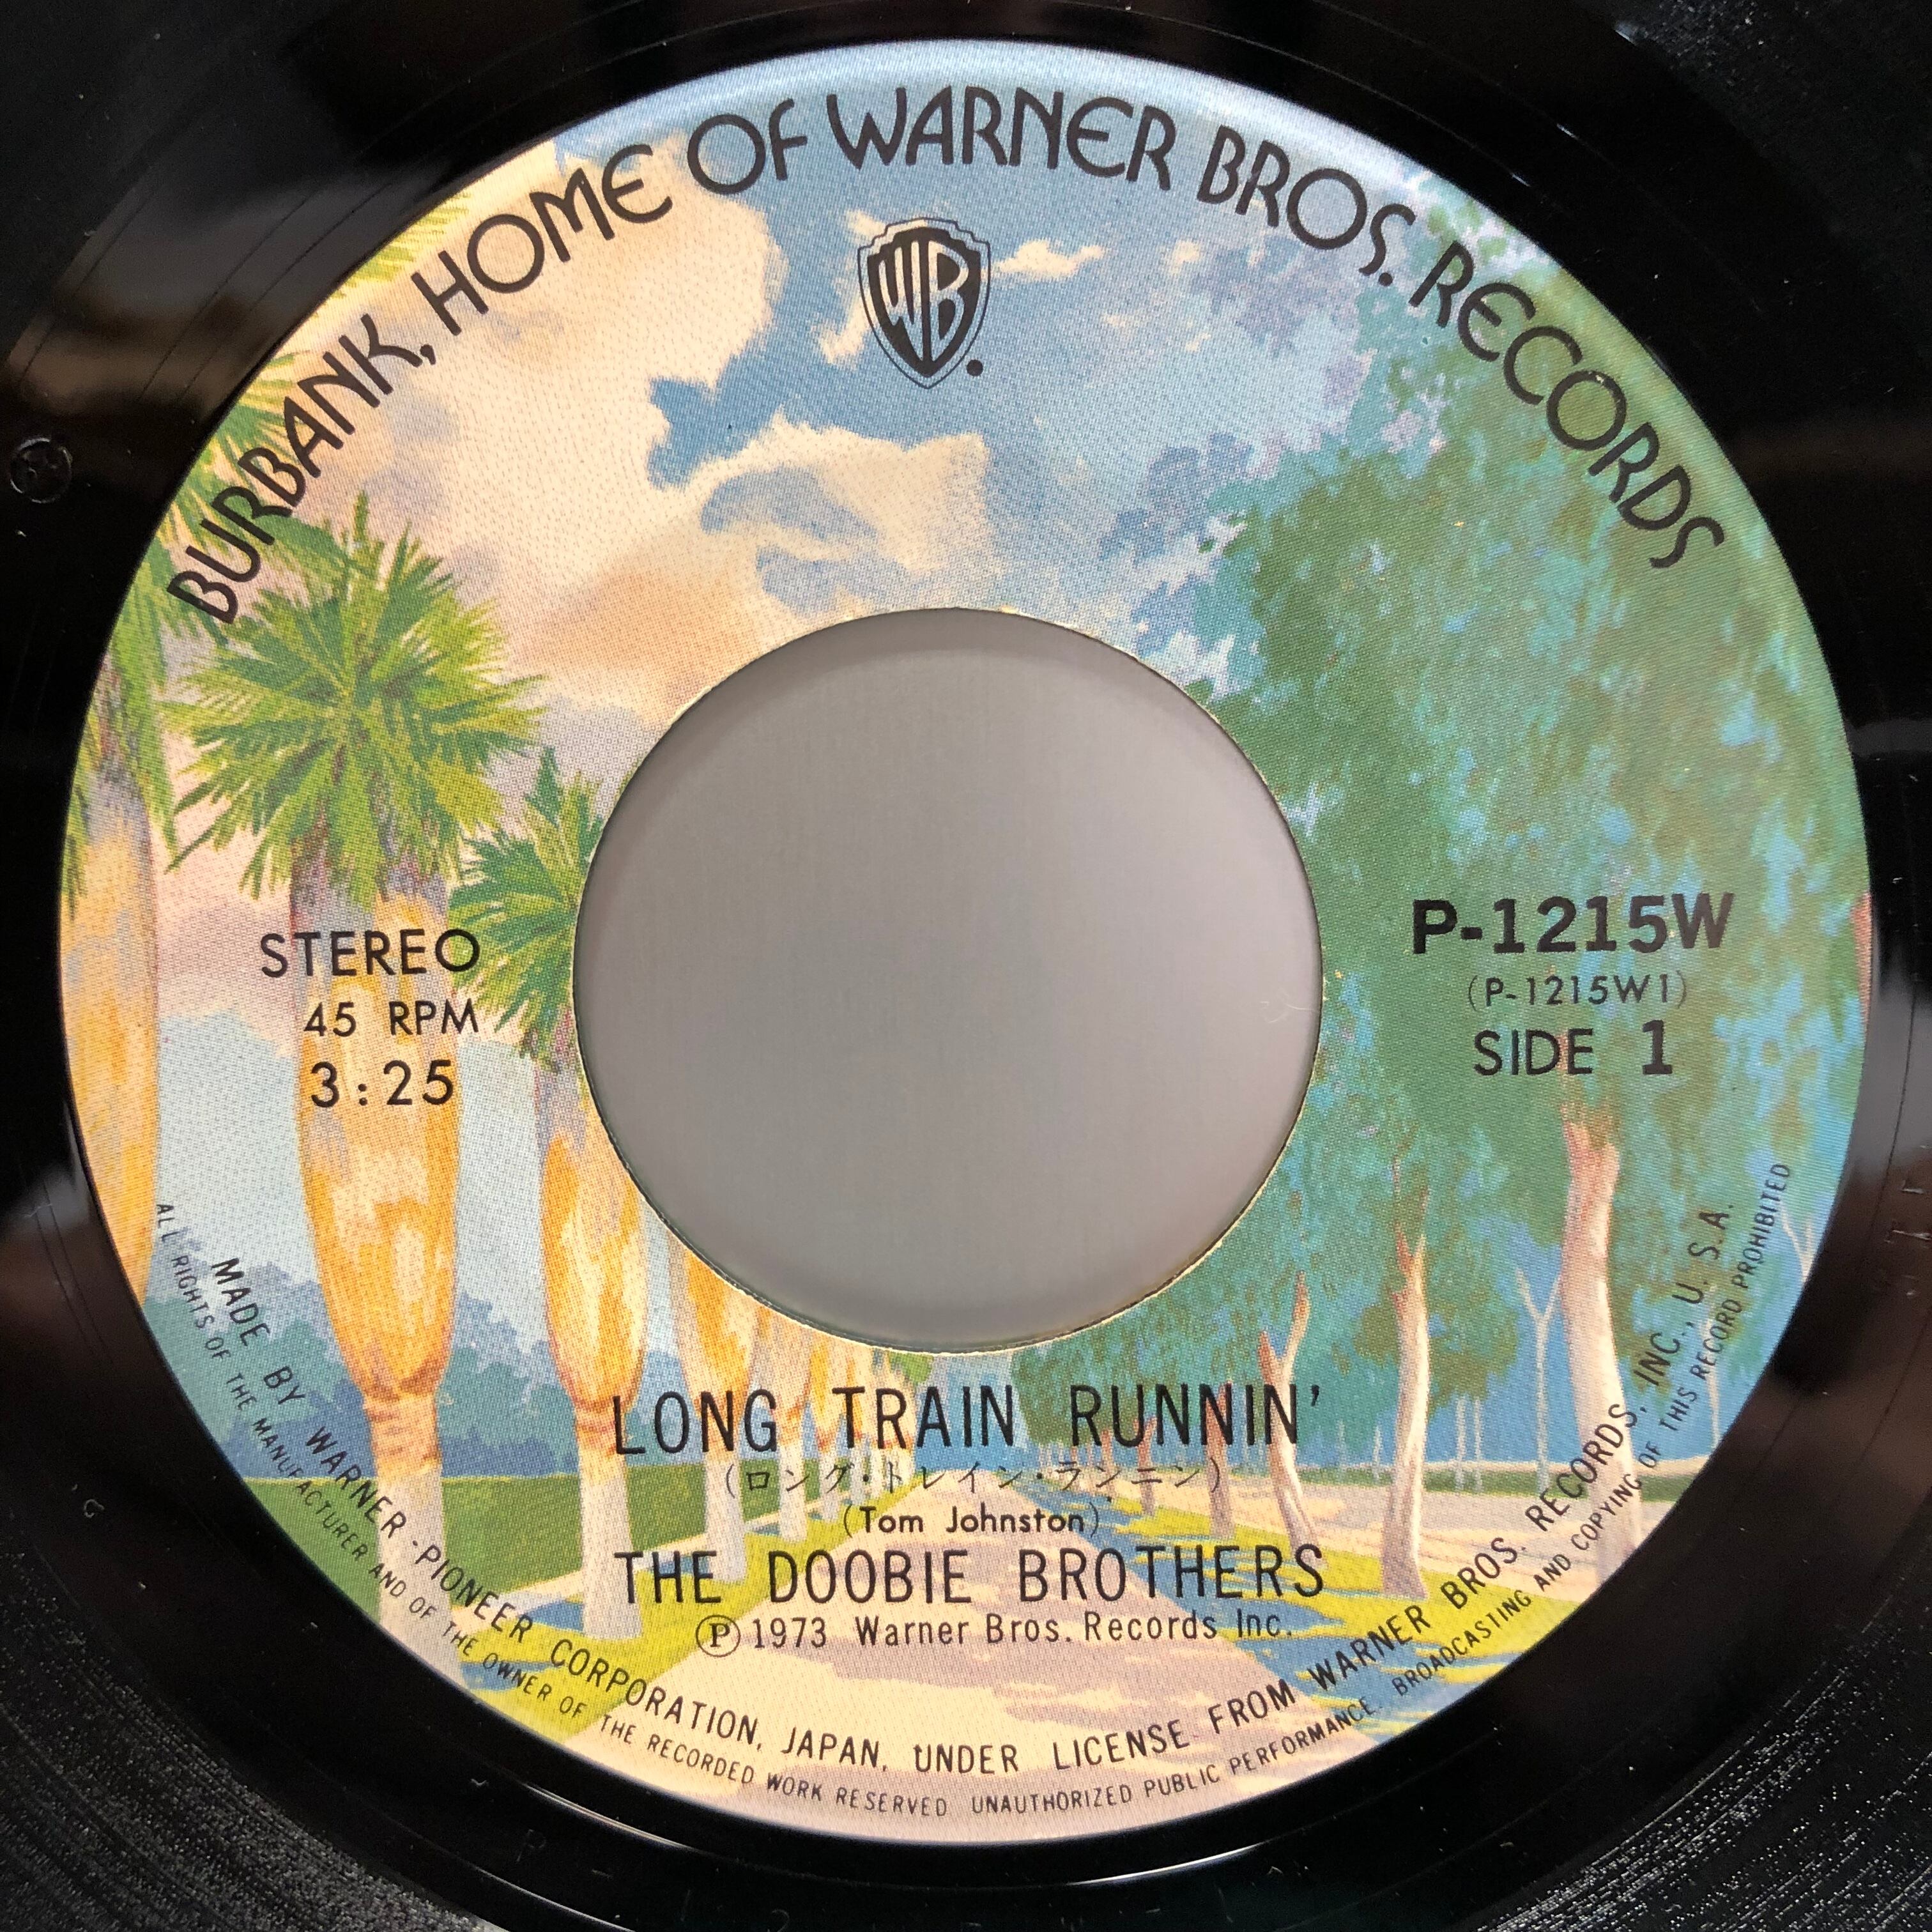 BURBANK, HOME OF WARNER BROS. RECORDS
WB
STEREO
45 RPM
3:25
P-1215W
(P-1215W1)
SIDE 1
LONG TRAIN RUNNIN'
(ロング・トレイン・ランニン)
(Tom Johnston)
THE DOOBIE BROTHERS
Ⓟ 1973 Warner Bros. Records Inc.
MADE BY WARNER-PIONEER CORPORATION, JAPAN, UNDER LICENSE FROM WARNER BROS. RECORDS, INC., U. S. A.
ALL RIGHTS OF THE MANUFACTURER AND OF THE OWNER OF THE RECORDED WORK RESERVED UNAUTHORIZED PUBLIC PERFORMANCE. BROADCASTING AND COPYING OF THIS RECORD PROHIBITED